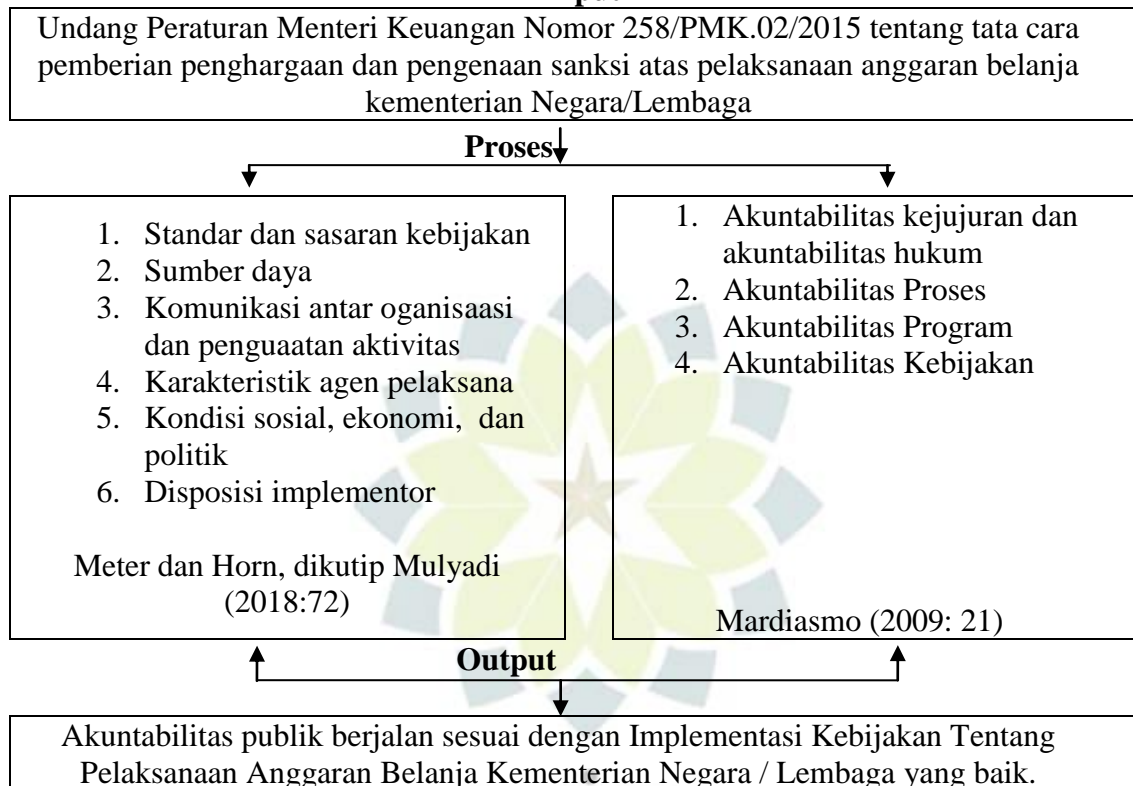 Undang Peraturan Menteri Keuangan Nomor 258/PMK.02/2015 tentang tata cara
pemberian penghargaan dan pengenaan sanksi atas pelaksanaan anggaran belanja
kementerian Negara/Lembaga
Proses
1. Standar dan sasaran kebijakan
2. Sumber daya
3. Komunikasi antar oganisaasi
dan penguaatan aktivitas
4. Karakteristik agen pelaksana
5. Kondisi sosial, ekonomi, dan
politik
6. Disposisi implementor
Meter dan Horn, dikutip Mulyadi
(2018:72)
1. Akuntabilitas kejujuran dan
akuntabilitas hukum
2. Akuntabilitas Proses
3. Akuntabilitas Program
4. Akuntabilitas Kebijakan
Mardiasmo (2009: 21)
Output
Akuntabilitas publik berjalan sesuai dengan Implementasi Kebijakan Tentang
Pelaksanaan Anggaran Belanja Kementerian Negara / Lembaga yang baik.